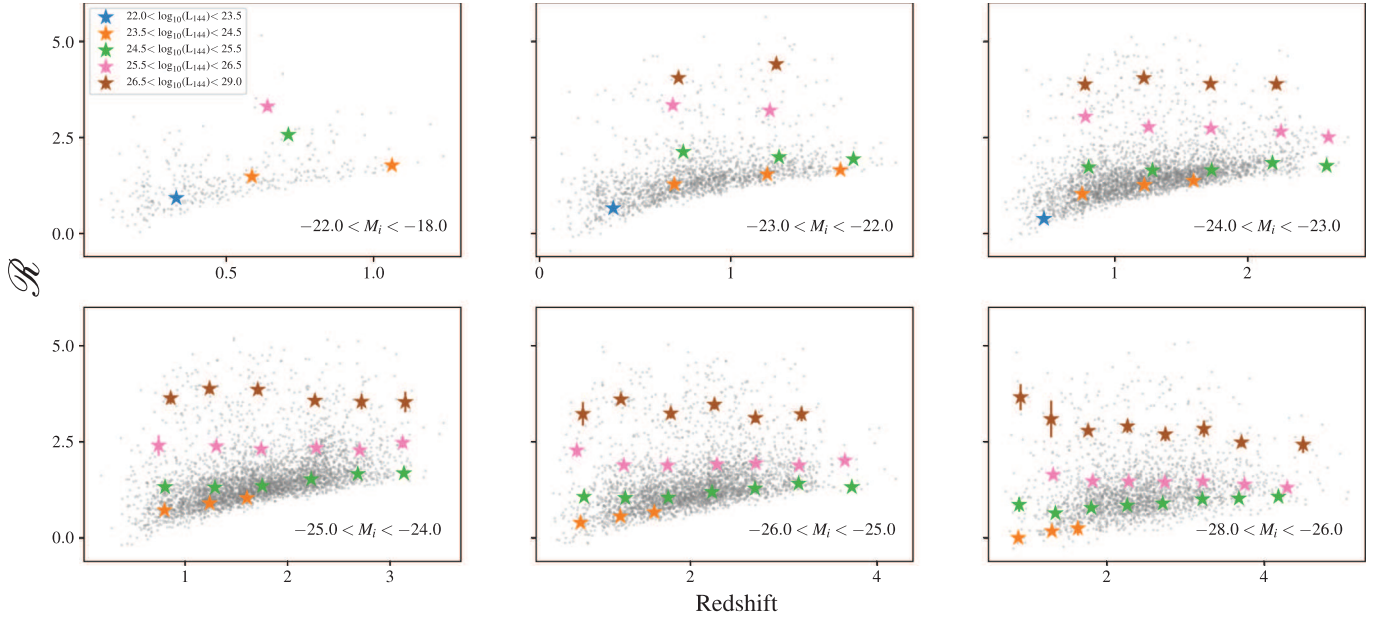 22.0< log₁₀(L₁₄₄)< 23.5
23.5< log₁₀(L₁₄₄)< 24.5
24.5< log₁₀(L₁₄₄)< 25.5
25.5< log₁₀(L₁₄₄)< 26.5
26.5< log₁₀(L₁₄₄)< 29.0
5.0
2.5
0.0
−22.0 < Mᵢ < −18.0
−23.0 < Mᵢ < −22.0
−24.0 < Mᵢ < −23.0
0.5 1.0
0 1
1 2
ℛ
5.0
2.5
0.0
−25.0 < Mᵢ < −24.0
−26.0 < Mᵢ < −25.0
−28.0 < Mᵢ < −26.0
1 2 3
2 4
2 4
Redshift